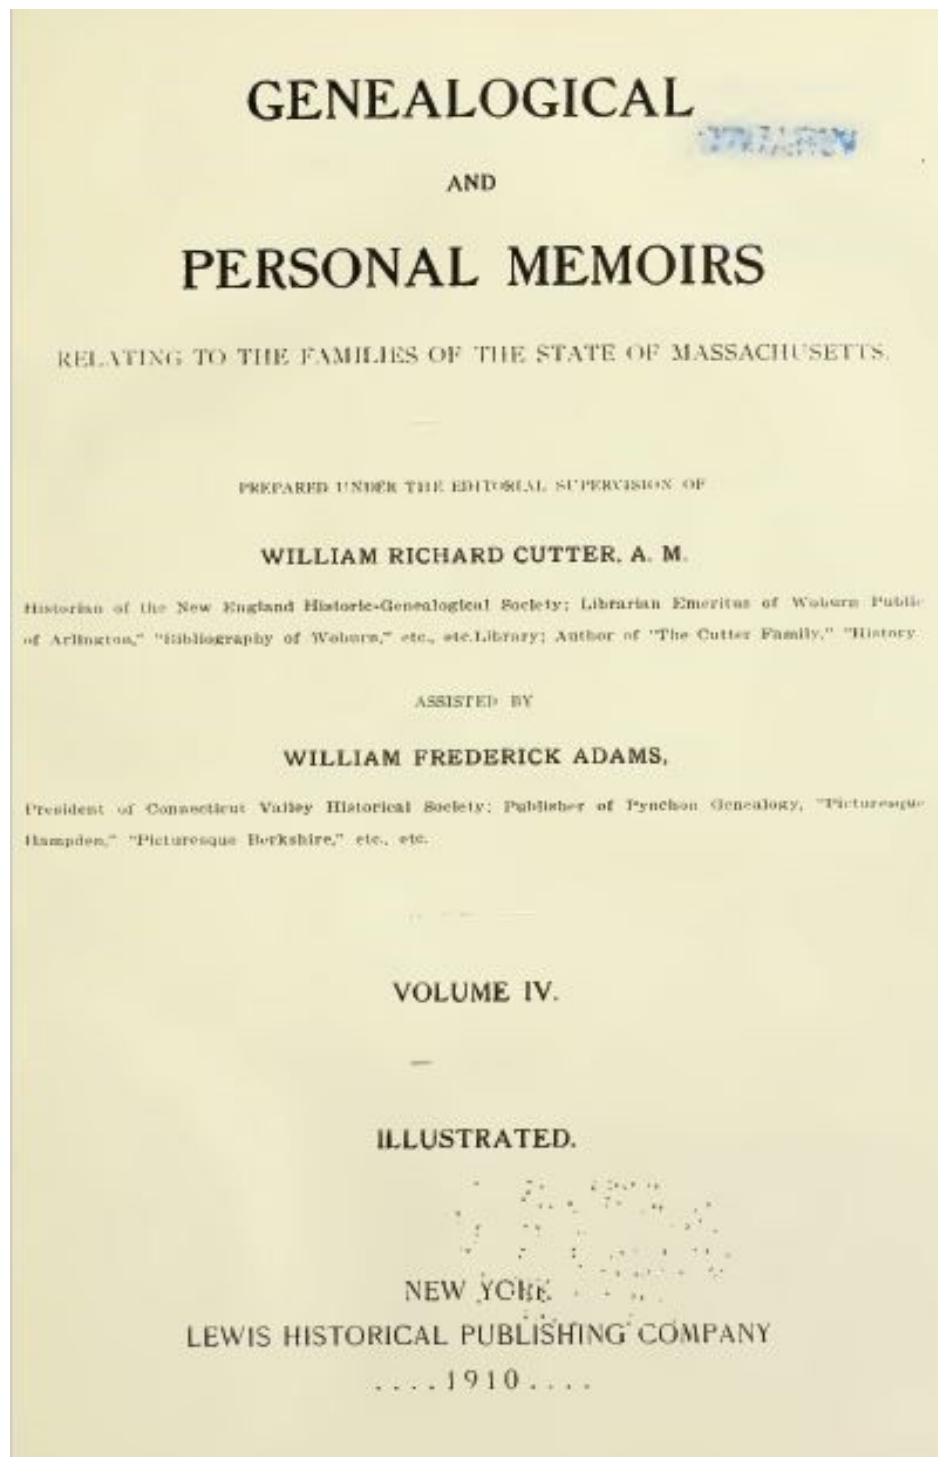 GENEALOGICAL
AND
PERSONAL MEMOIRS
RELATING TO THE FAMILIES OF THE STATE OF MASSACHUSETTS.
PREPARED UNDER THE EDITORIAL SUPERVISION OF
WILLIAM RICHARD CUTTER, A. M.
Historian of the New England Historic-Genealogical Society; Librarian Emeritus of Woburn Public
of Arlington," "Bibliography of Woburn," etc., etc.Library; Author of "The Cutter Family," "History
ASSISTED BY
WILLIAM FREDERICK ADAMS,
President of Connecticut Valley Historical Society; Publisher of Pynchon Genealogy, "Picturesque
Hampden," "Picturesque Berkshire," etc., etc.
VOLUME IV.
ILLUSTRATED.
NEW YORK
LEWIS HISTORICAL PUBLISHING COMPANY
....1910....